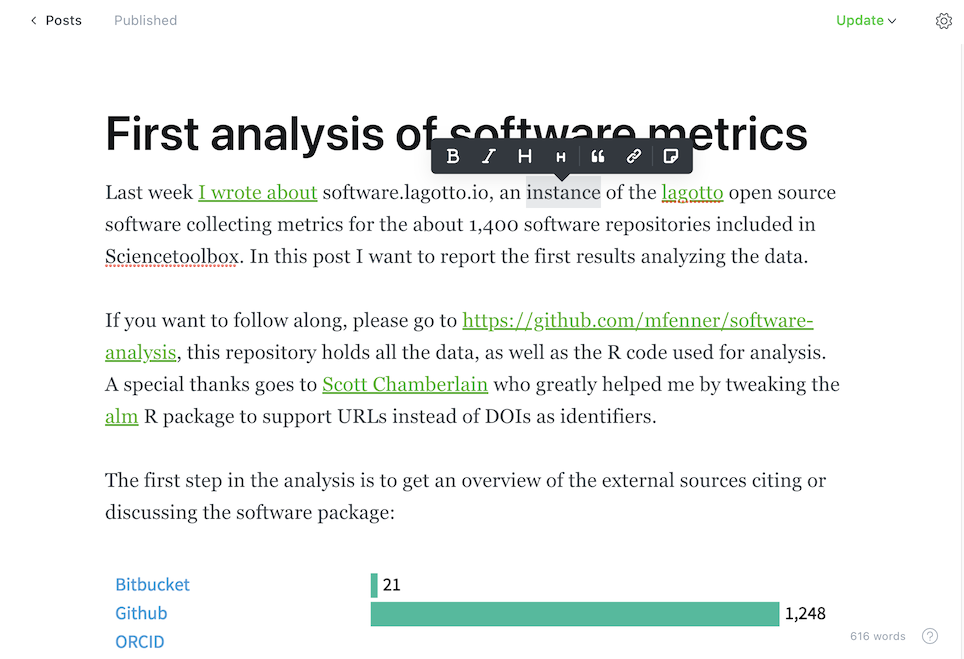 Posts Published Update
First analysis of software metrics
B I H H
Last week I wrote about software.lagotto.io, an instance of the lagotto open source
software collecting metrics for the about 1,400 software repositories included in
Sciencetoolbox. In this post I want to report the first results analyzing the data.
If you want to follow along, please go to https://github.com/mfenner/software-
analysis, this repository holds all the data, as well as the R code used for analysis.
A special thanks goes to Scott Chamberlain who greatly helped me by tweaking the
alm R package to support URLs instead of DOIs as identifiers.
The first step in the analysis is to get an overview of the external sources citing or
discussing the software package:
Bitbucket 21
Github 1,248
ORCID
616 words ?